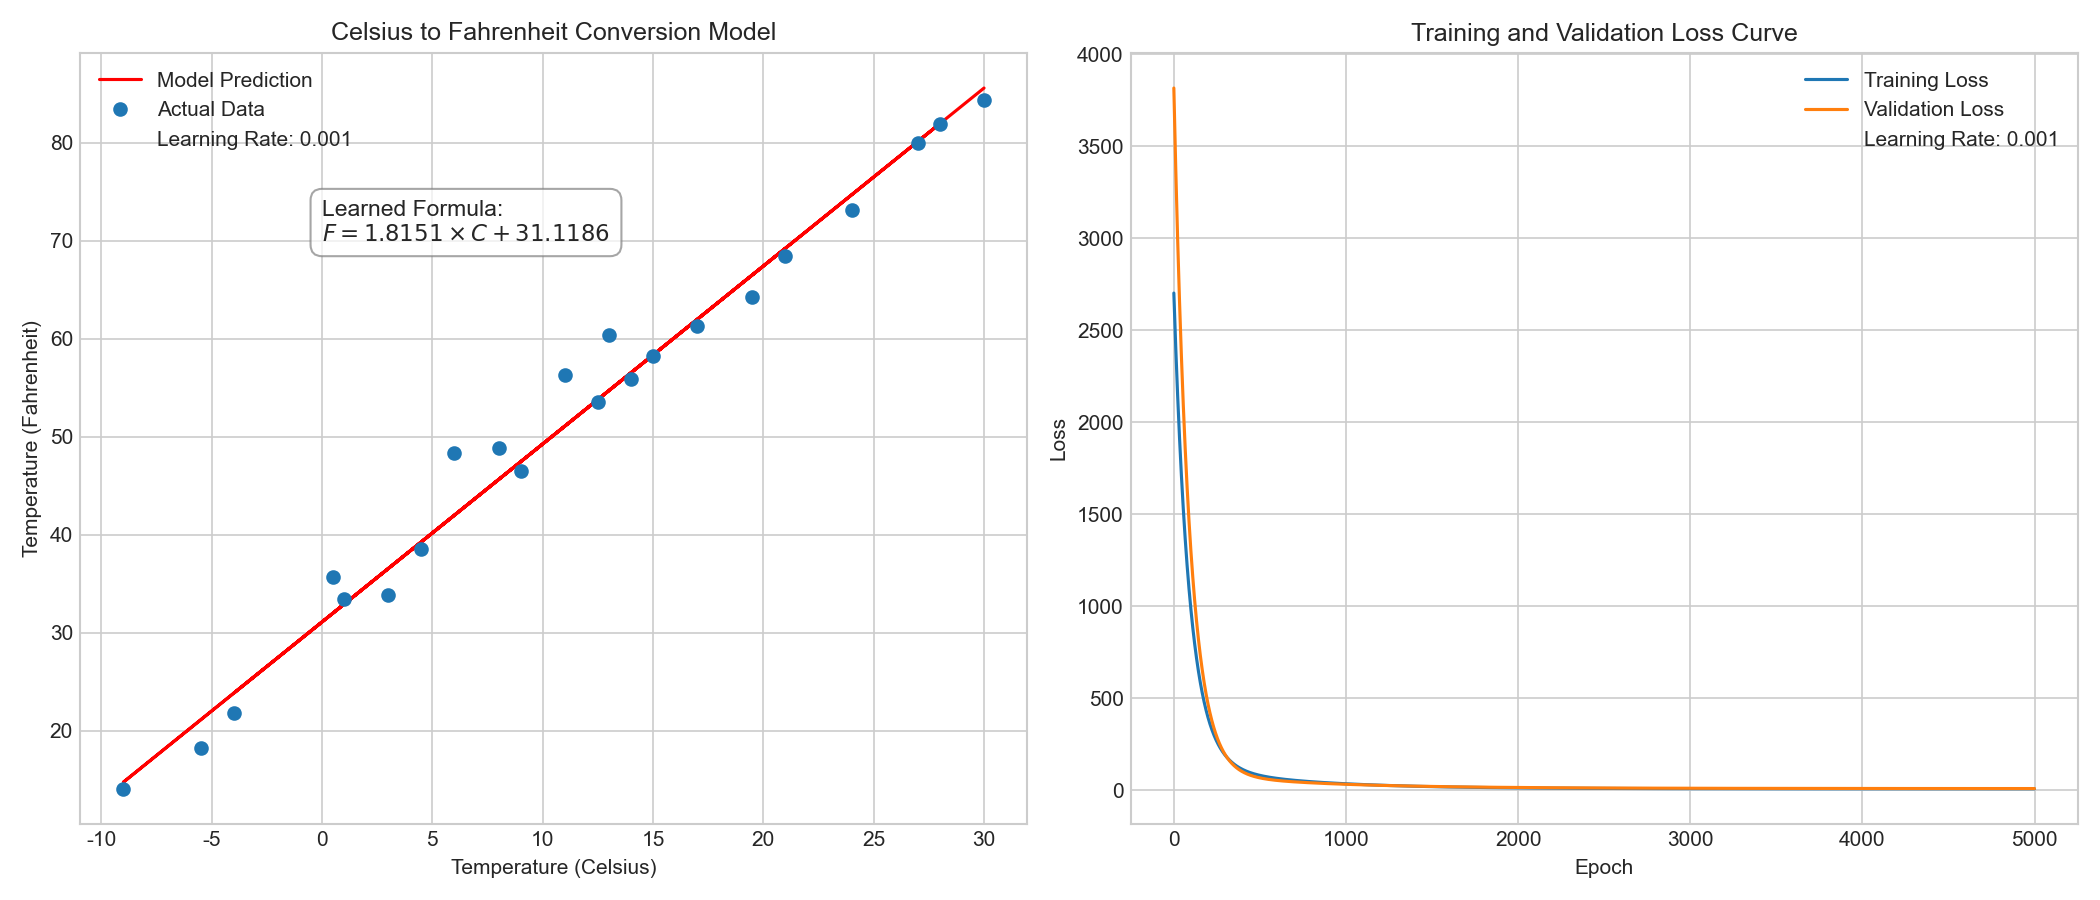 Celsius to Fahrenheit Conversion Model
Model Prediction
Actual Data
Learning Rate: 0.001
Learned Formula:
F = 1.8151 × C + 31.1186
Temperature (Fahrenheit)
80
70
60
50
40
30
20
-10 -5 0 5 10 15 20 25 30
Temperature (Celsius)
Training and Validation Loss Curve
Training Loss
Validation Loss
Learning Rate: 0.001
Loss
4000
3500
3000
2500
2000
1500
1000
500
0
0 1000 2000 3000 4000 5000
Epoch